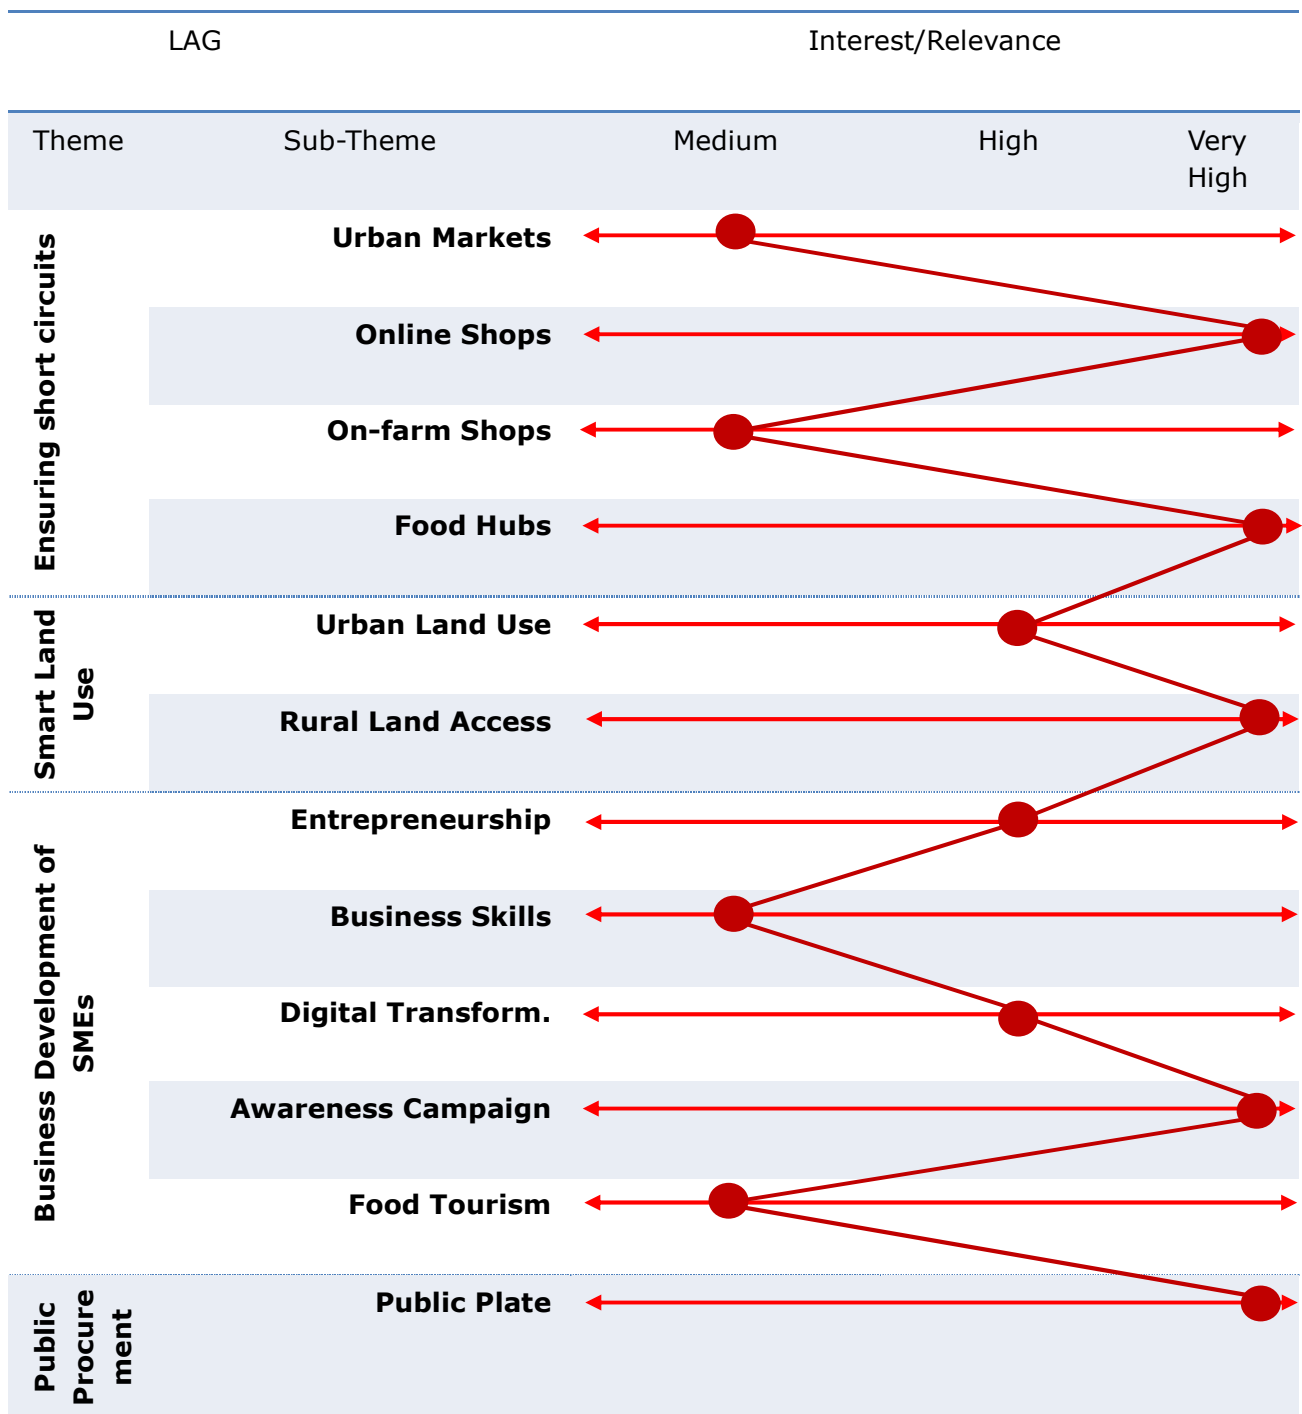 LAG
Interest/Relevance
Theme
Sub-Theme
Medium
High
Very
High
Ensuring short circuits
Urban Markets
Online Shops
On-farm Shops
Food Hubs
Smart Land
Use
Urban Land Use
Rural Land Access
Business Development of
SMEs
Entrepreneurship
Business Skills
Digital Transform.
Awareness Campaign
Food Tourism
Public
Procure
ment
Public Plate